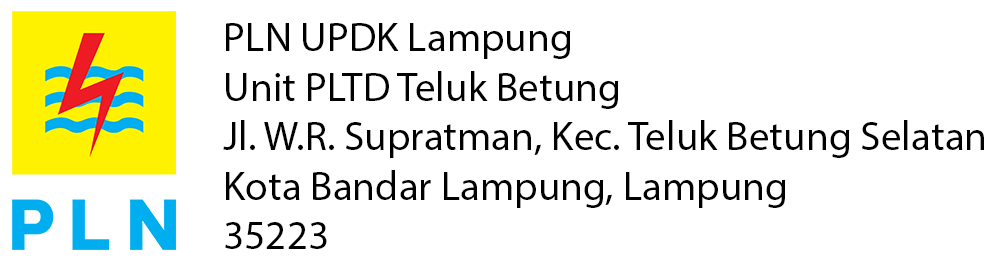 PLN UPDK Lampung
Unit PLTD Teluk Betung
Jl. W.R. Supratman, Kec. Teluk Betung Selatan
Kota Bandar Lampung, Lampung
35223
PLN